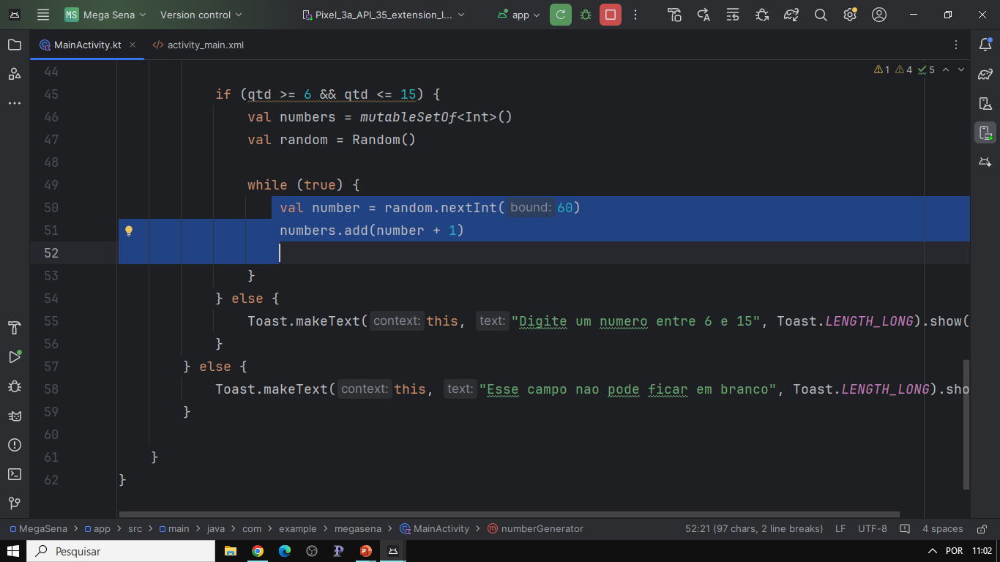 MS Mega Sena Version control Pixel_3a_API_35_extension_l... app
MainActivity.kt activity_main.xml
1 4 5
44
45 if (qtd >= 6 && qtd <= 15) {
46 val numbers = mutableSetOf<Int>()
47 val random = Random()
48
49 while (true) {
50 val number = random.nextInt( bound: 60)
51 numbers.add(number + 1)
52
53 }
54 } else {
55 Toast.makeText( context: this, text: "Digite um numero entre 6 e 15", Toast.LENGTH_LONG).show(
56 }
57 } else {
58 Toast.makeText( context: this, text: "Esse campo nao pode ficar em branco", Toast.LENGTH_LONG).sho
59 }
60
61 }
62 }
MegaSena > app > src > main > java > com > example > megasena > MainActivity > numberGenerator 52:21 (97 chars, 2 line breaks) LF UTF-8 4 spaces
Pesquisar POR 11:02